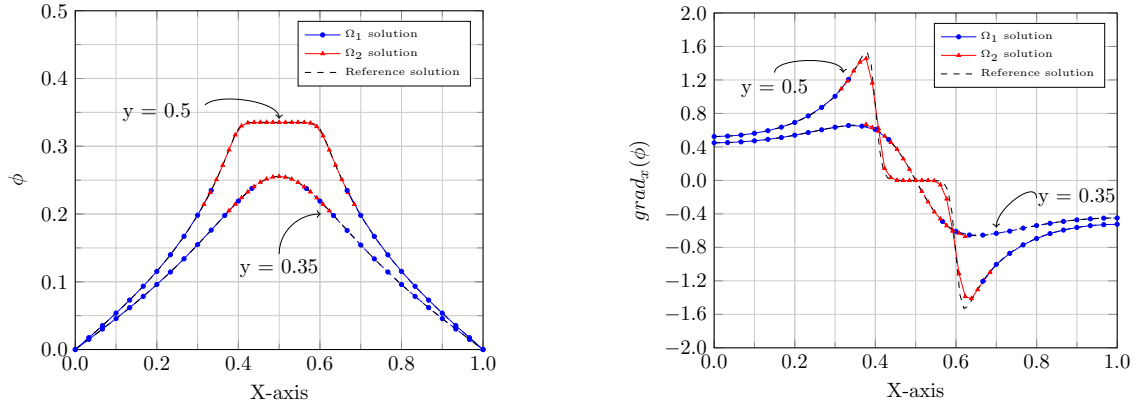 0.5
0.4
0.3
0.2
0.1
0.0
ϕ
Ω1 solution
Ω2 solution
Reference solution
y = 0.5
y = 0.35
0.0 0.2 0.4 0.6 0.8 1.0
X-axis
2.0
1.6
1.2
0.8
0.4
0.0
−0.4
−0.8
−1.2
−1.6
−2.0
gradx(ϕ)
Ω1 solution
Ω2 solution
Reference solution
y = 0.5
y = 0.35
0.0 0.2 0.4 0.6 0.8 1.0
X-axis